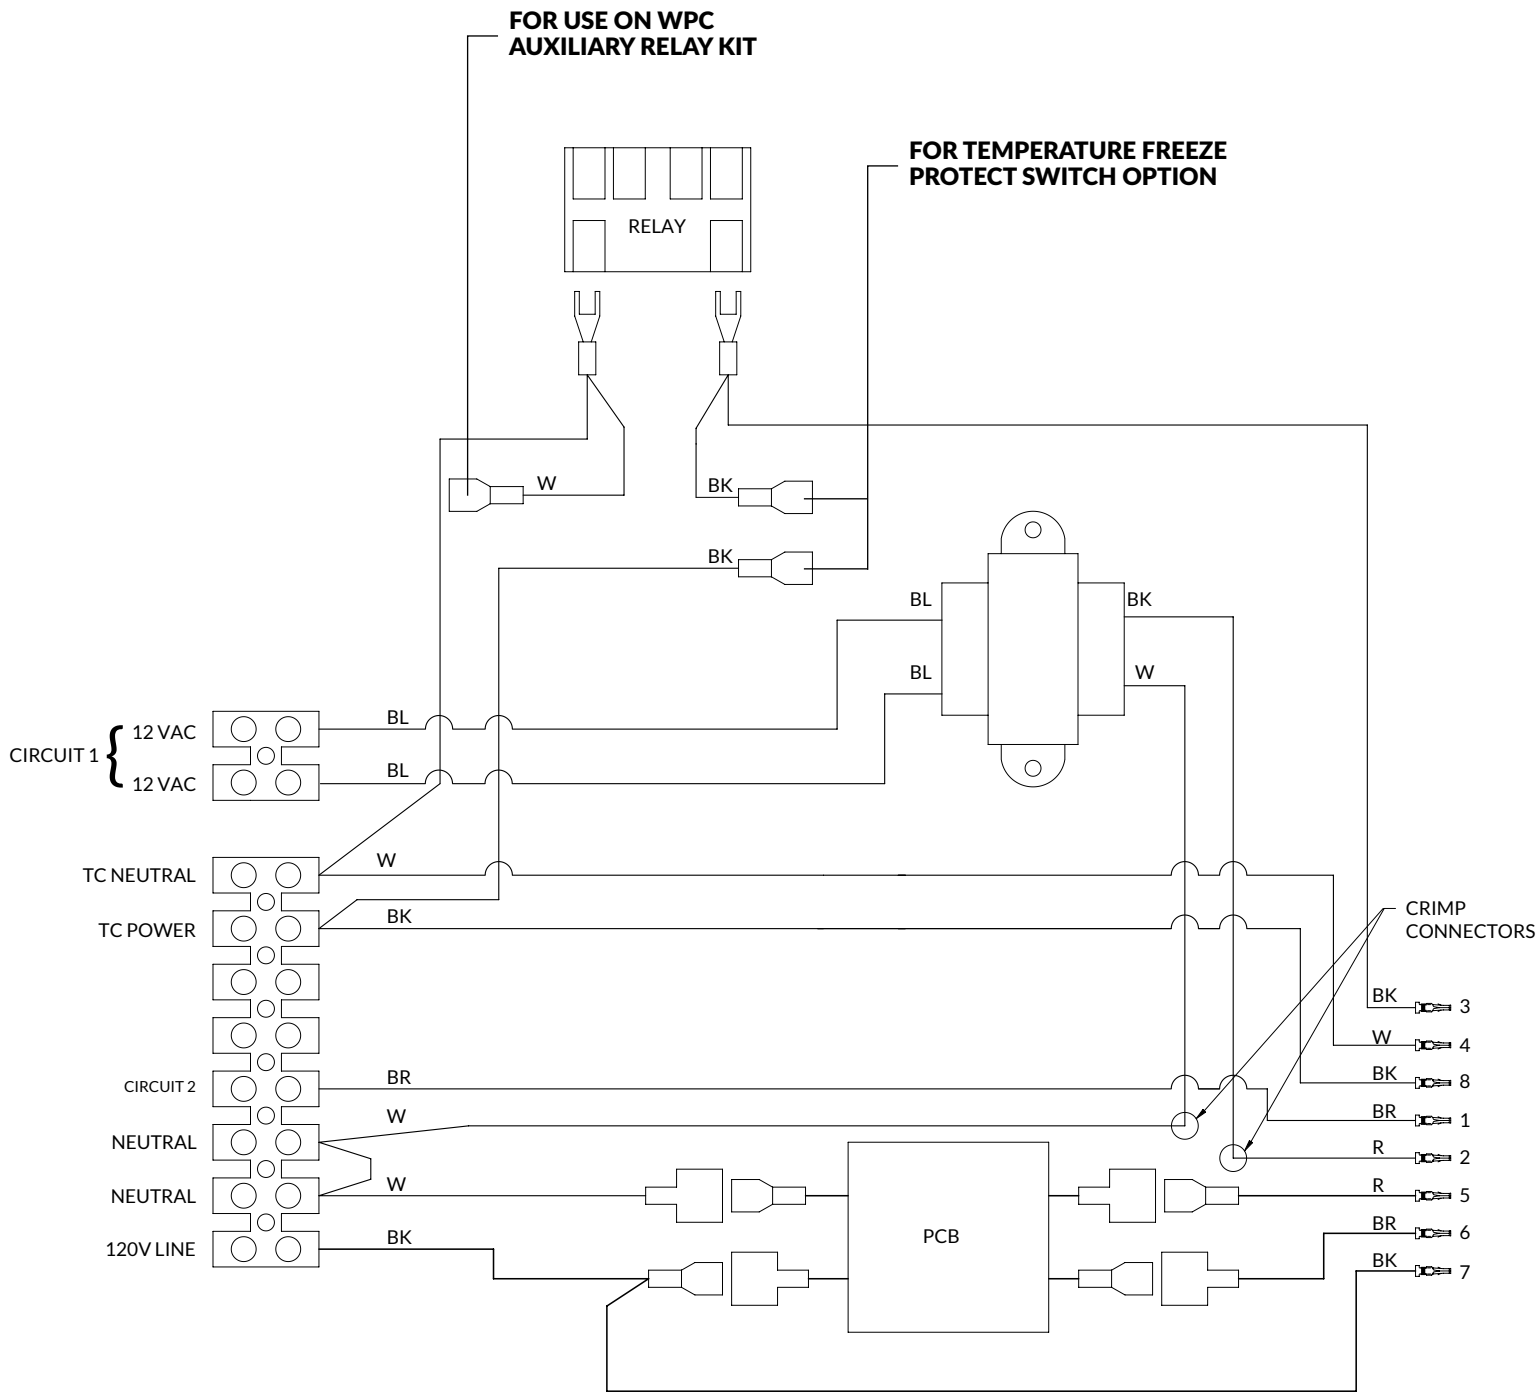 FOR USE ON WPC
AUXILIARY RELAY KIT
FOR TEMPERATURE FREEZE
PROTECT SWITCH OPTION
RELAY
W
BK
BK
BL
BK
BL
W
BL
CIRCUIT 1 { 12 VAC
BL
12 VAC
W
TC NEUTRAL
BK
TC POWER
CRIMP
CONNECTORS
BK 3
W 4
BK 8
BR
CIRCUIT 2
BR 1
W
NEUTRAL
R 2
W
NEUTRAL
R 5
PCB
BR 6
BK
120V LINE
BK 7